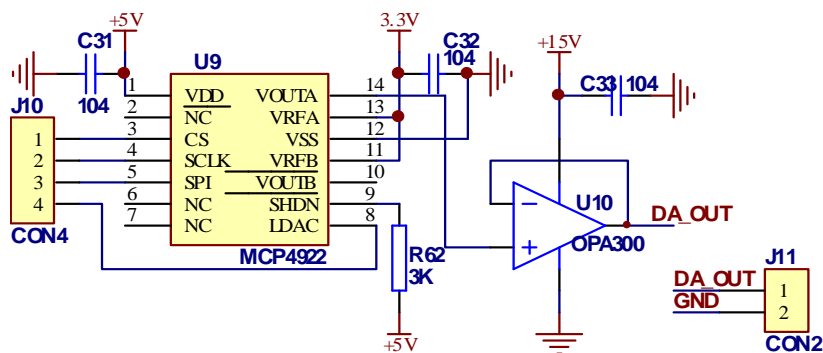 +5V
3.3V
+15V
C31
104
U9
C32
104
C33
104
J10
1
2
3
4
CON4
1 VDD VOUTA 14
2 NC VRFA 13
3 CS VSS 12
4 SCLK VRFB 11
5 SPI VOUTB 10
6 NC SHDN 9
7 NC LDAC 8
MCP4922
R62
3K
+5V
U10
OPA300
DA_OUT
J11
DA_OUT 1
GND 2
CON2